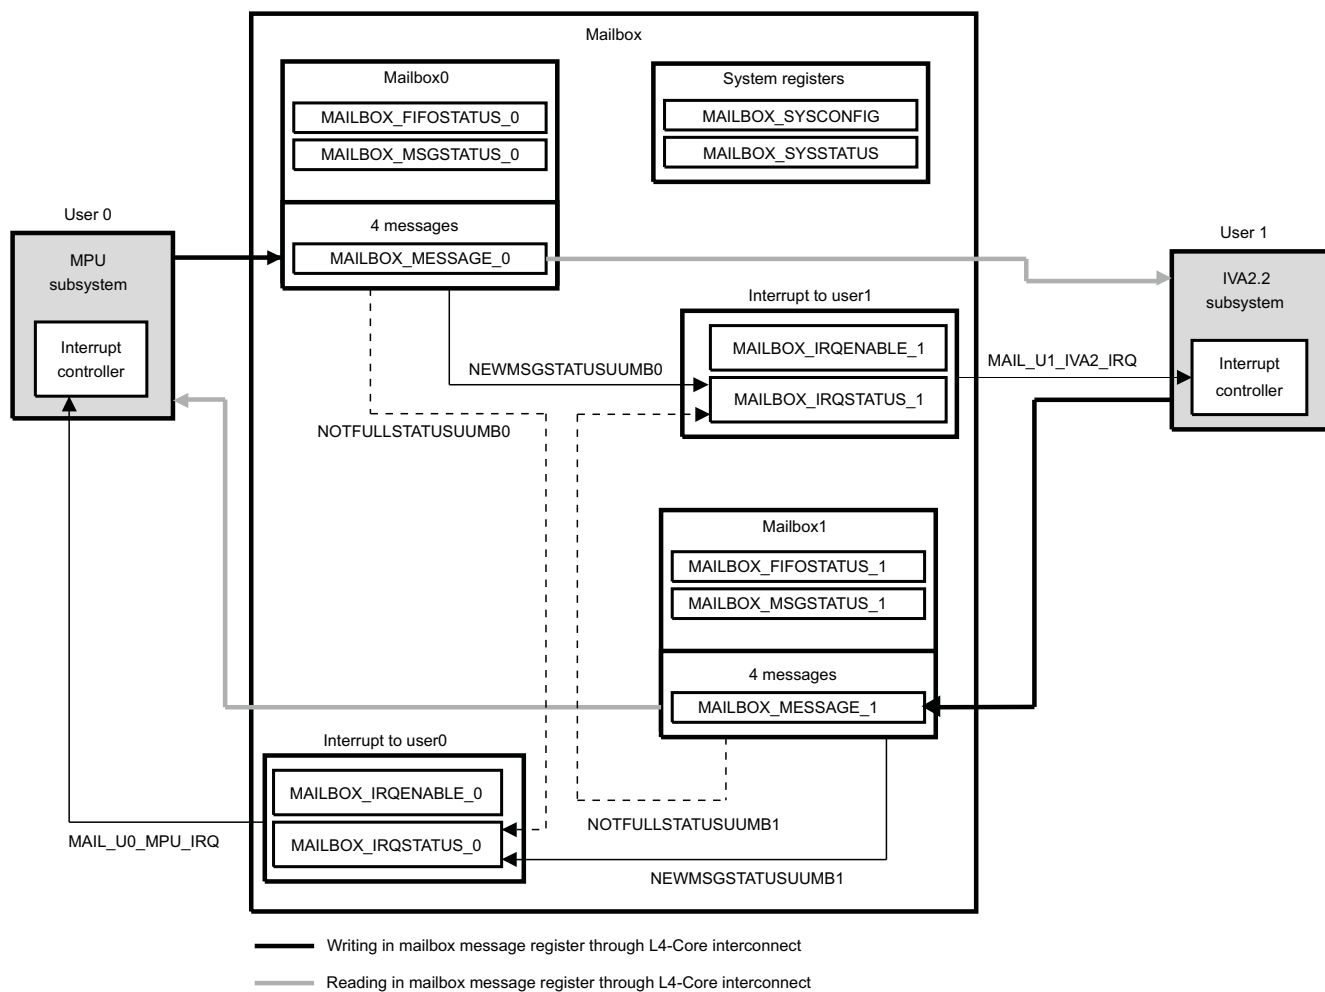 Mailbox
Mailbox0
MAILBOX_FIFOSTATUS_0
MAILBOX_MSGSTATUS_0
4 messages
MAILBOX_MESSAGE_0
System registers
MAILBOX_SYSCONFIG
MAILBOX_SYSSTATUS
User 0
MPU
subsystem
Interrupt
controller
User 1
IVA2.2
subsystem
Interrupt
controller
Interrupt to user1
MAILBOX_IRQENABLE_1
MAILBOX_IRQSTATUS_1
NEWMSGSTATUSUUMB0
MAIL_U1_IVA2_IRQ
NOTFULLSTATUSUUMB0
Mailbox1
MAILBOX_FIFOSTATUS_1
MAILBOX_MSGSTATUS_1
4 messages
MAILBOX_MESSAGE_1
Interrupt to user0
MAILBOX_IRQENABLE_0
MAILBOX_IRQSTATUS_0
MAIL_U0_MPU_IRQ
NOTFULLSTATUSUUMB1
NEWMSGSTATUSUUMB1
Writing in mailbox message register through L4-Core interconnect
Reading in mailbox message register through L4-Core interconnect